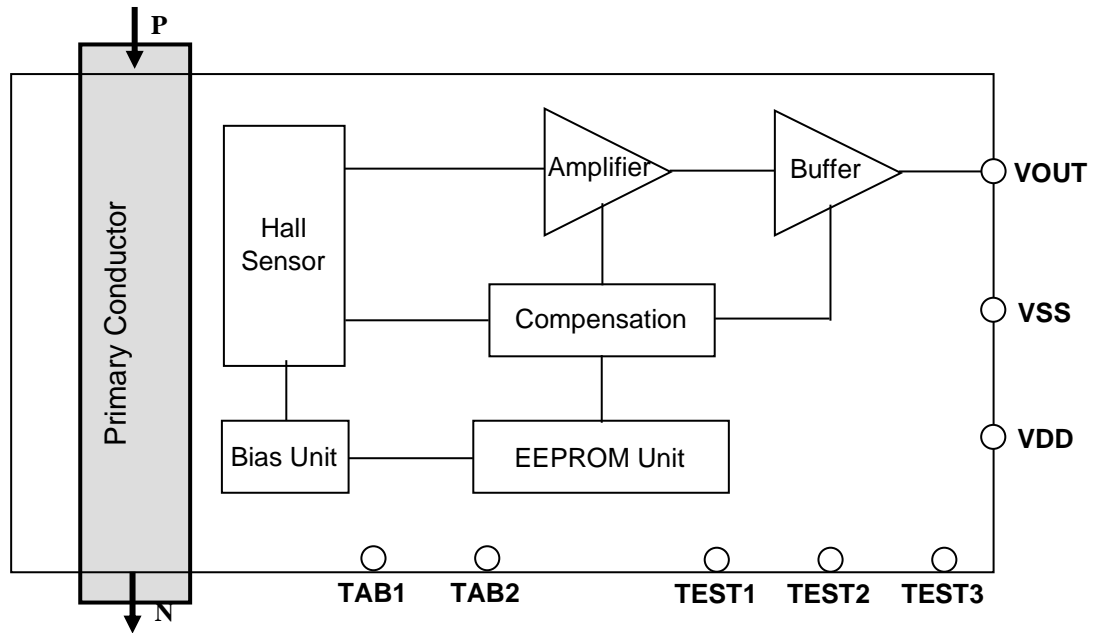 P
Primary Conductor
Hall
Sensor
Amplifier
Buffer
VOUT
Compensation
VSS
VDD
Bias Unit
EEPROM Unit
TAB1
TAB2
TEST1
TEST2
TEST3
N